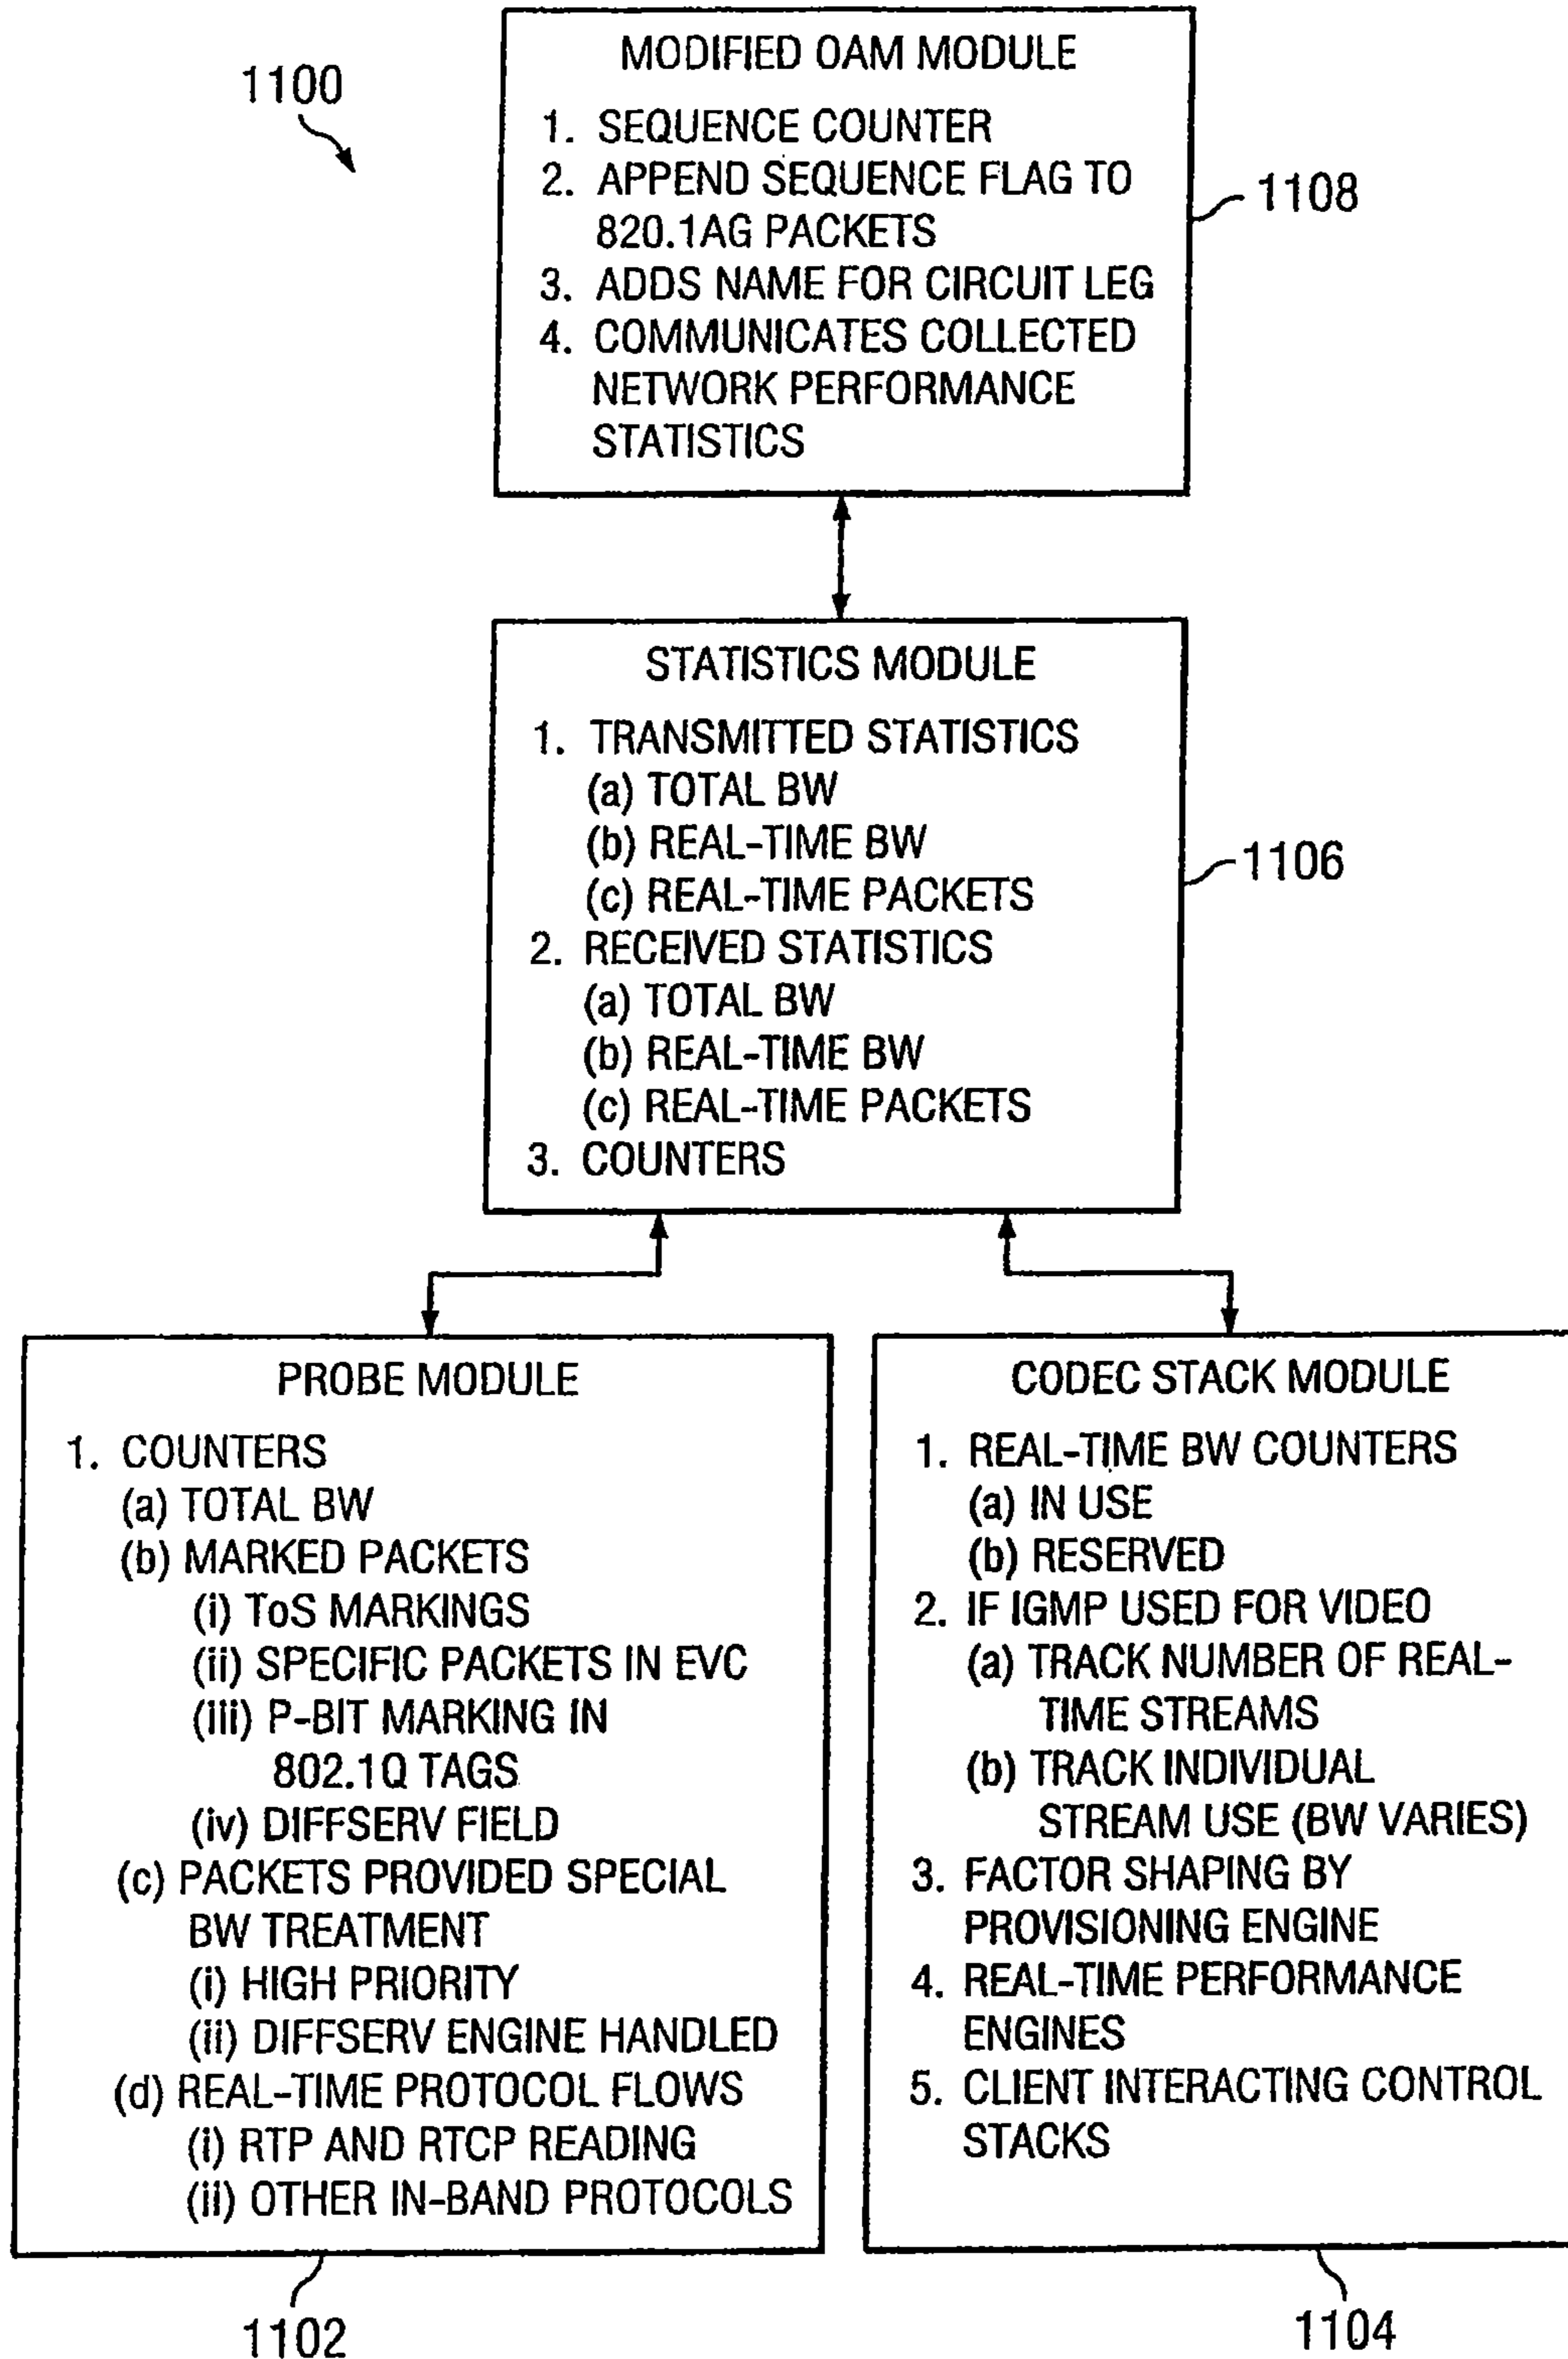 1100
MODIFIED OAM MODULE
1. SEQUENCE COUNTER
2. APPEND SEQUENCE FLAG TO
820.1AG PACKETS
3. ADDS NAME FOR CIRCUIT LEG
4. COMMUNICATES COLLECTED
NETWORK PERFORMANCE
STATISTICS
1108
STATISTICS MODULE
1. TRANSMITTED STATISTICS
(a) TOTAL BW
(b) REAL-TIME BW
(c) REAL-TIME PACKETS
2. RECEIVED STATISTICS
(a) TOTAL BW
(b) REAL-TIME BW
(c) REAL-TIME PACKETS
3. COUNTERS
1106
PROBE MODULE
1. COUNTERS
(a) TOTAL BW
(b) MARKED PACKETS
(i) ToS MARKINGS
(ii) SPECIFIC PACKETS IN EVC
(iii) P-BIT MARKING IN
802.1Q TAGS
(iv) DIFFSERV FIELD
(c) PACKETS PROVIDED SPECIAL
BW TREATMENT
(i) HIGH PRIORITY
(ii) DIFFSERV ENGINE HANDLED
(d) REAL-TIME PROTOCOL FLOWS
(i) RTP AND RTCP READING
(ii) OTHER IN-BAND PROTOCOLS
1102
CODEC STACK MODULE
1. REAL-TIME BW COUNTERS
(a) IN USE
(b) RESERVED
2. IF IGMP USED FOR VIDEO
(a) TRACK NUMBER OF REAL-
TIME STREAMS
(b) TRACK INDIVIDUAL
STREAM USE (BW VARIES)
3. FACTOR SHAPING BY
PROVISIONING ENGINE
4. REAL-TIME PERFORMANCE
ENGINES
5. CLIENT INTERACTING CONTROL
STACKS
1104